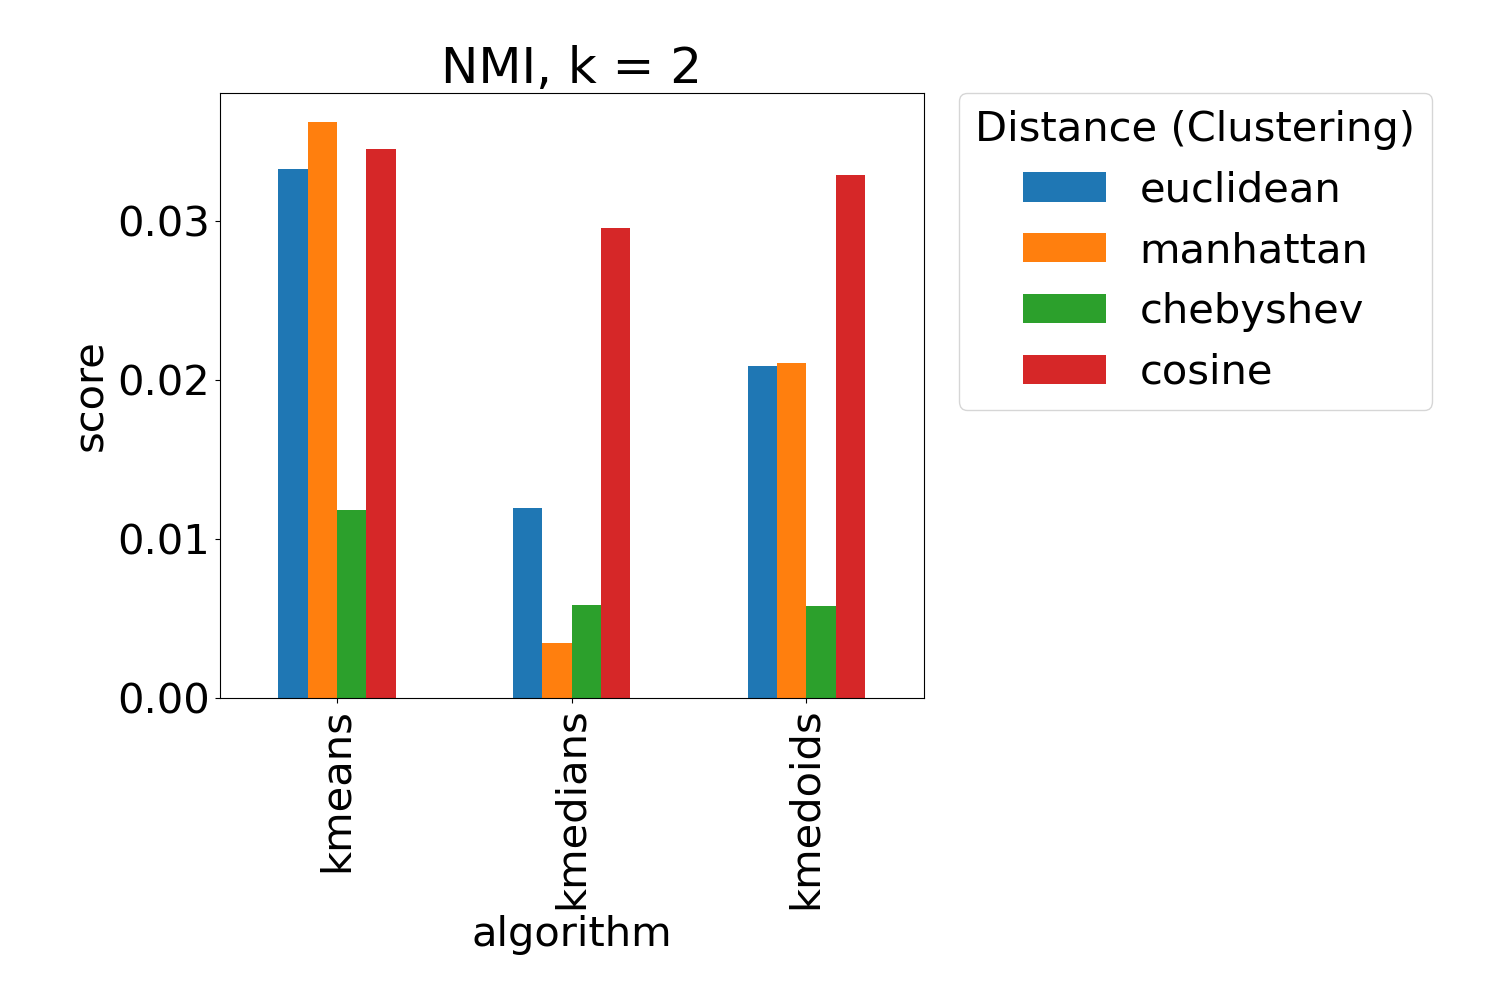 NMI, k = 2
score
0.03
0.02
0.01
0.00
kmeans
kmedians
kmedoids
algorithm
Distance (Clustering)
euclidean
manhattan
chebyshev
cosine